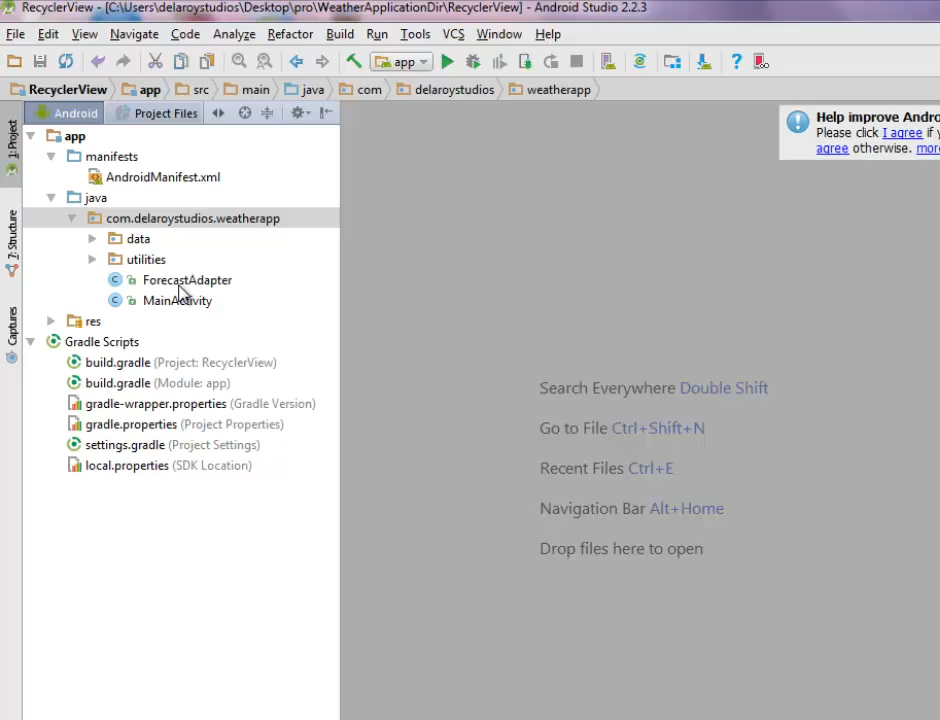 RecyclerView - [C:\Users\delaroystudios\Desktop\pro\WeatherApplicationDir\RecyclerView] - Android Studio 2.2.3
File Edit View Navigate Code Analyze Refactor Build Run Tools VCS Window Help
app
RecyclerView app src main java com delaroystudios weatherapp
Android Project Files
1: Project
7: Structure
Captures
app
manifests
AndroidManifest.xml
java
com.delaroystudios.weatherapp
data
utilities
ForecastAdapter
MainActivity
res
Gradle Scripts
build.gradle (Project: RecyclerView)
build.gradle (Module: app)
gradle-wrapper.properties (Gradle Version)
gradle.properties (Project Properties)
settings.gradle (Project Settings)
local.properties (SDK Location)
Help improve Andro
Please click I agree if y
agree otherwise. more
Search Everywhere Double Shift
Go to File Ctrl+Shift+N
Recent Files Ctrl+E
Navigation Bar Alt+Home
Drop files here to open